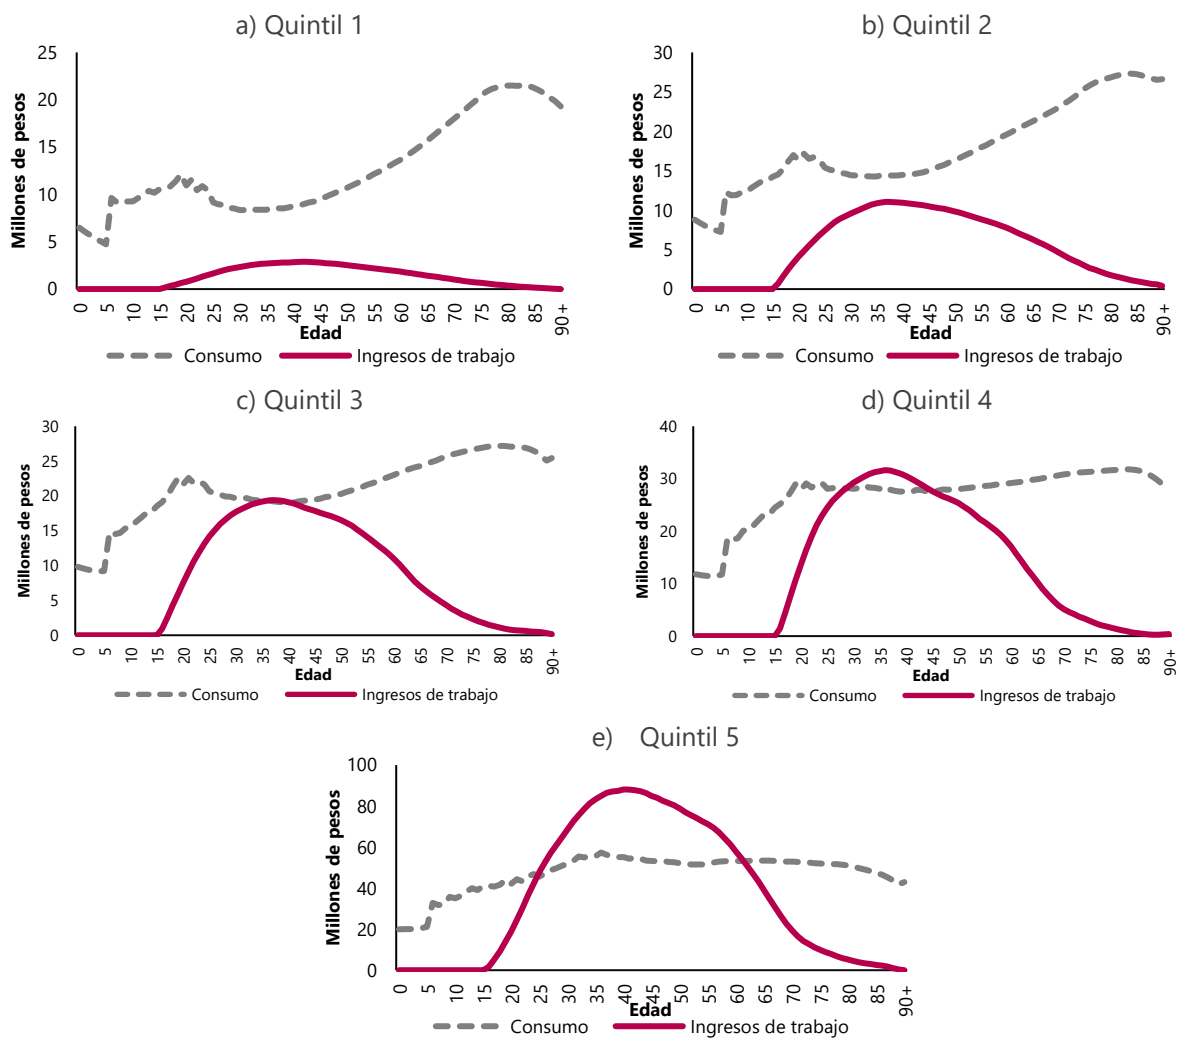 a) Quintil 1
Millones de pesos
25
20
15
10
5
0
0 5 10 15 20 25 30 35 40 45 50 55 60 65 70 75 80 85 90+
Edad
Consumo Ingresos de trabajo
b) Quintil 2
Millones de pesos
30
25
20
15
10
5
0
0 5 10 15 20 25 30 35 40 45 50 55 60 65 70 75 80 85 90+
Edad
Consumo Ingresos de trabajo
c) Quintil 3
Millones de pesos
30
25
20
15
10
5
0
0 5 10 15 20 25 30 35 40 45 50 55 60 65 70 75 80 85 90+
Edad
Consumo Ingresos de trabajo
d) Quintil 4
Millones de pesos
40
30
20
10
0
0 5 10 15 20 25 30 35 40 45 50 55 60 65 70 75 80 85 90+
Edad
Consumo Ingresos de trabajo
e) Quintil 5
Millones de pesos
100
80
60
40
20
0
0 5 10 15 20 25 30 35 40 45 50 55 60 65 70 75 80 85 90+
Edad
Consumo Ingresos de trabajo